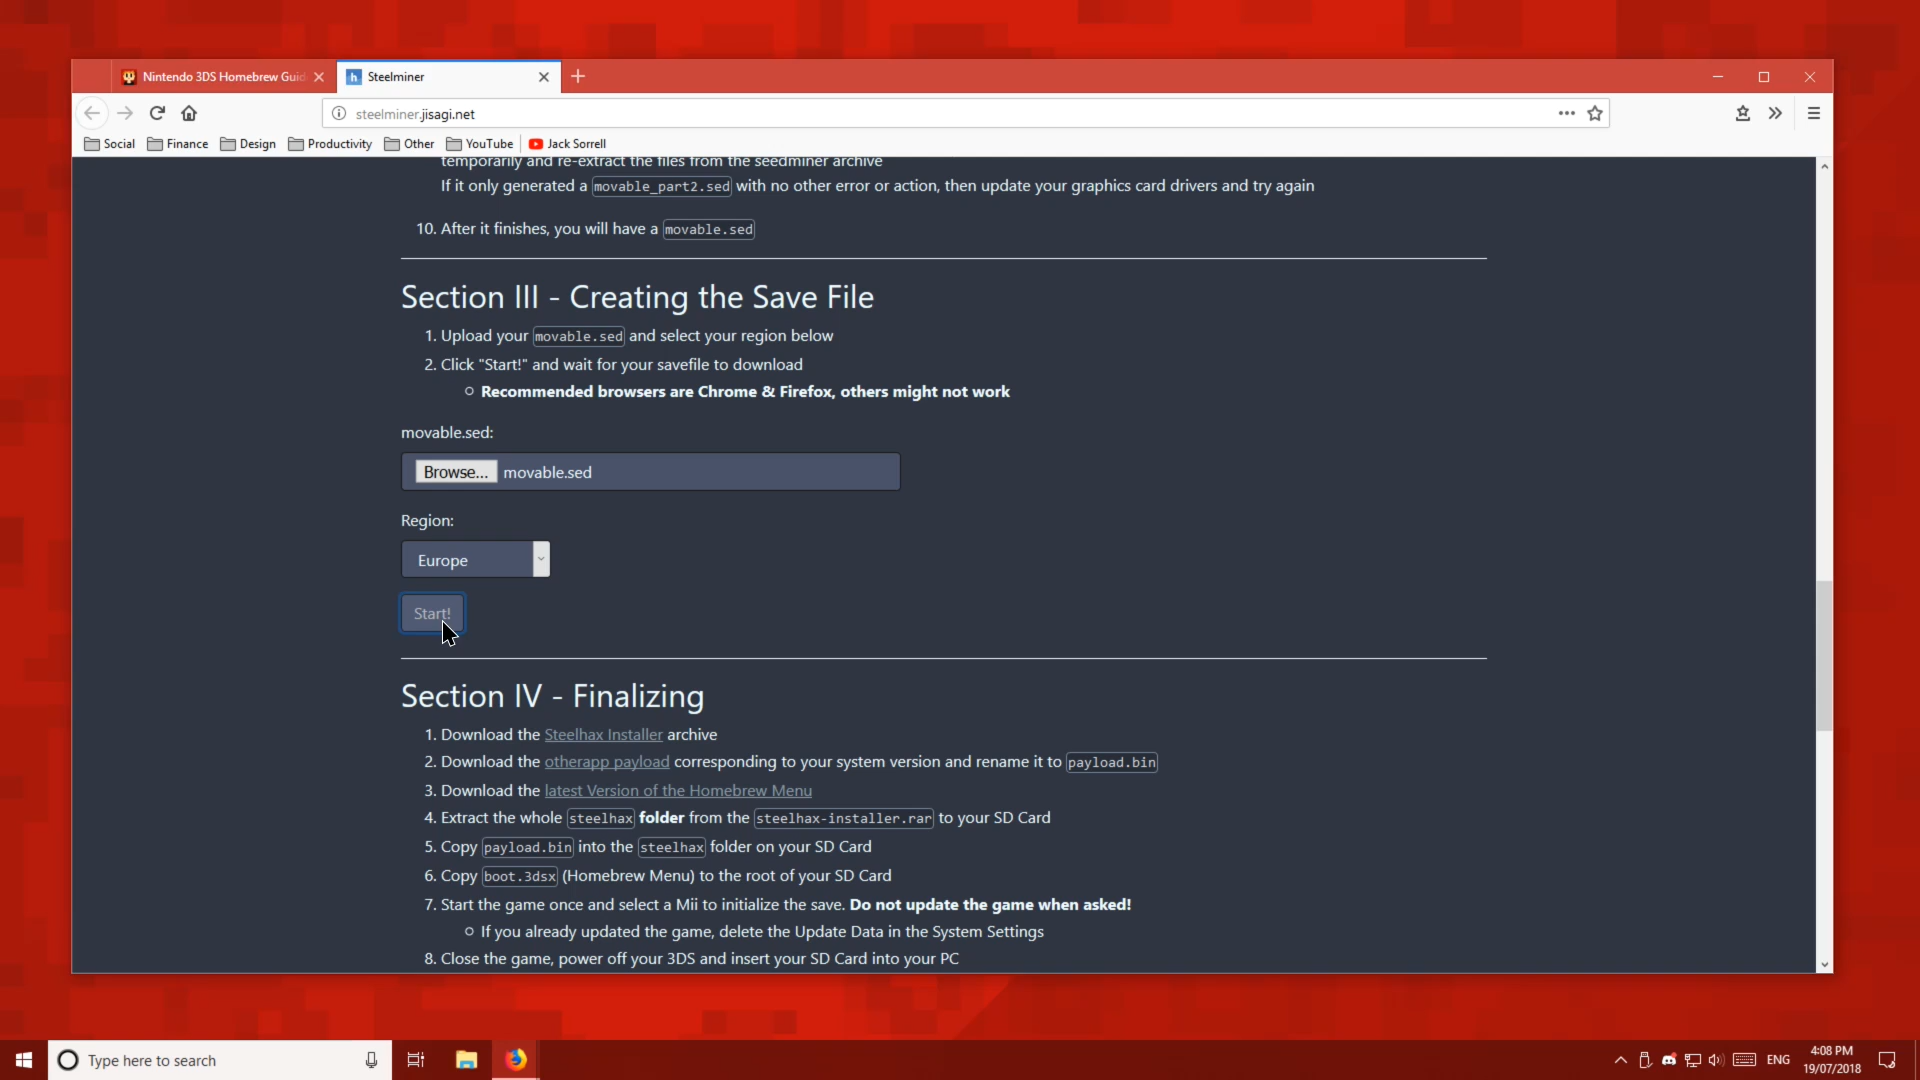 Nintendo 3DS Homebrew Guid
Steelminer
steelminer.jisagi.net
Social
Finance
Design
Productivity
Other
YouTube
Jack Sorrell
temporarily and re-extract the files from the seedminer archive
If it only generated a movable_part2.sed with no other error or action, then update your graphics card drivers and try again
10. After it finishes, you will have a movable.sed
Section III - Creating the Save File
1. Upload your movable.sed and select your region below
2. Click "Start!" and wait for your savefile to download
Recommended browsers are Chrome & Firefox, others might not work
movable.sed:
Browse... movable.sed
Region:
Europe
Start!
Section IV - Finalizing
1. Download the Steelhax Installer archive
2. Download the otherapp payload corresponding to your system version and rename it to payload.bin
3. Download the latest Version of the Homebrew Menu
4. Extract the whole steelhax folder from the steelhax-installer.rar to your SD Card
5. Copy payload.bin into the steelhax folder on your SD Card
6. Copy boot.3dsx (Homebrew Menu) to the root of your SD Card
7. Start the game once and select a Mii to initialize the save. Do not update the game when asked!
If you already updated the game, delete the Update Data in the System Settings
8. Close the game, power off your 3DS and insert your SD Card into your PC
Type here to search
ENG
4:08 PM
19/07/2018